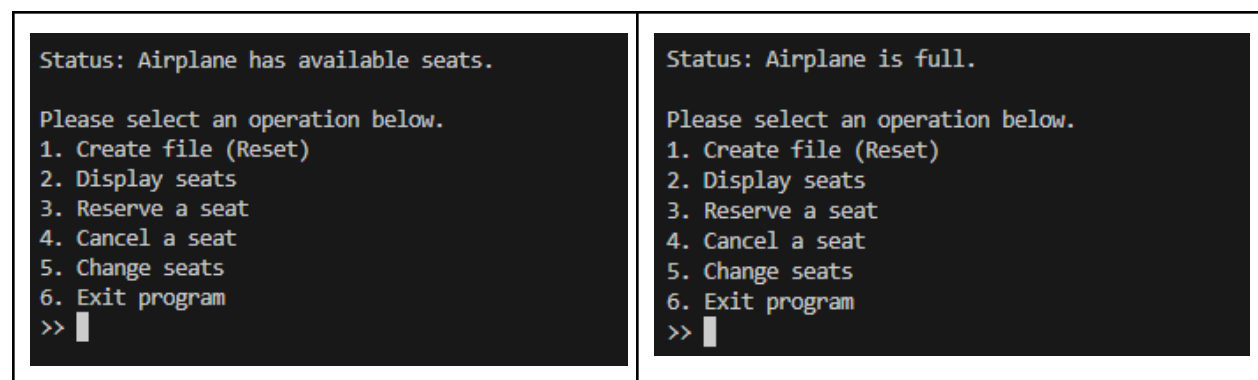 Status: Airplane has available seats.
Please select an operation below.
1. Create file (Reset)
2. Display seats
3. Reserve a seat
4. Cancel a seat
5. Change seats
6. Exit program
>>
Status: Airplane is full.
Please select an operation below.
1. Create file (Reset)
2. Display seats
3. Reserve a seat
4. Cancel a seat
5. Change seats
6. Exit program
>>